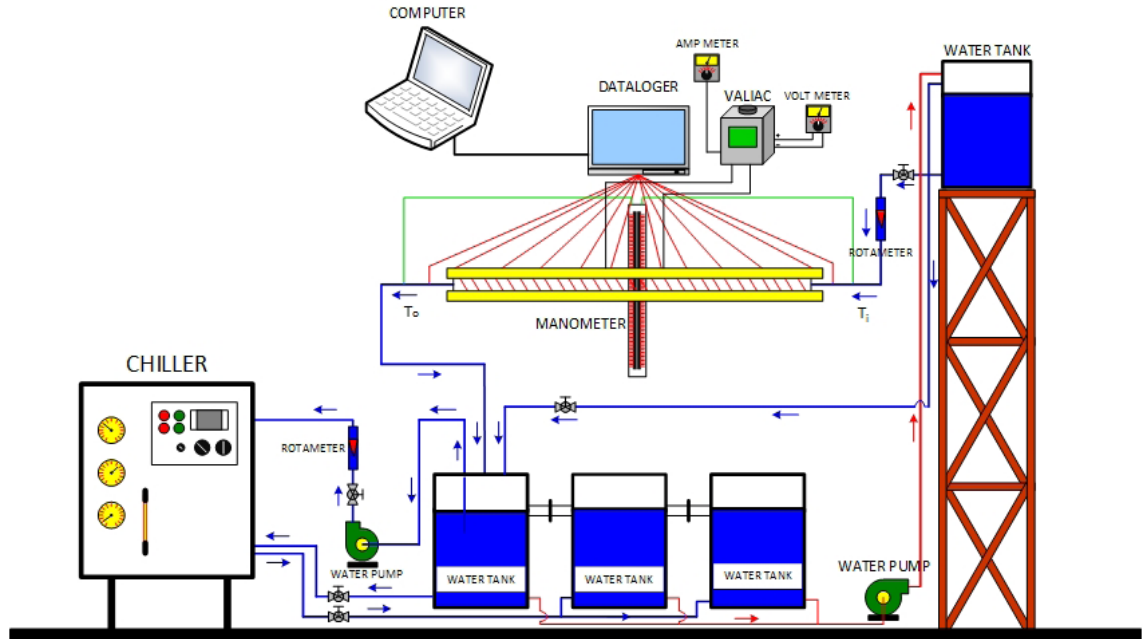 COMPUTER
AMP METER
WATER TANK
DATALOGER
VALIAC
VOLT METER
+
-
ROTAMETER
To
Ti
MANOMETER
CHILLER
ROTAMETER
WATER PUMP
WATER TANK
WATER TANK
WATER TANK
WATER PUMP